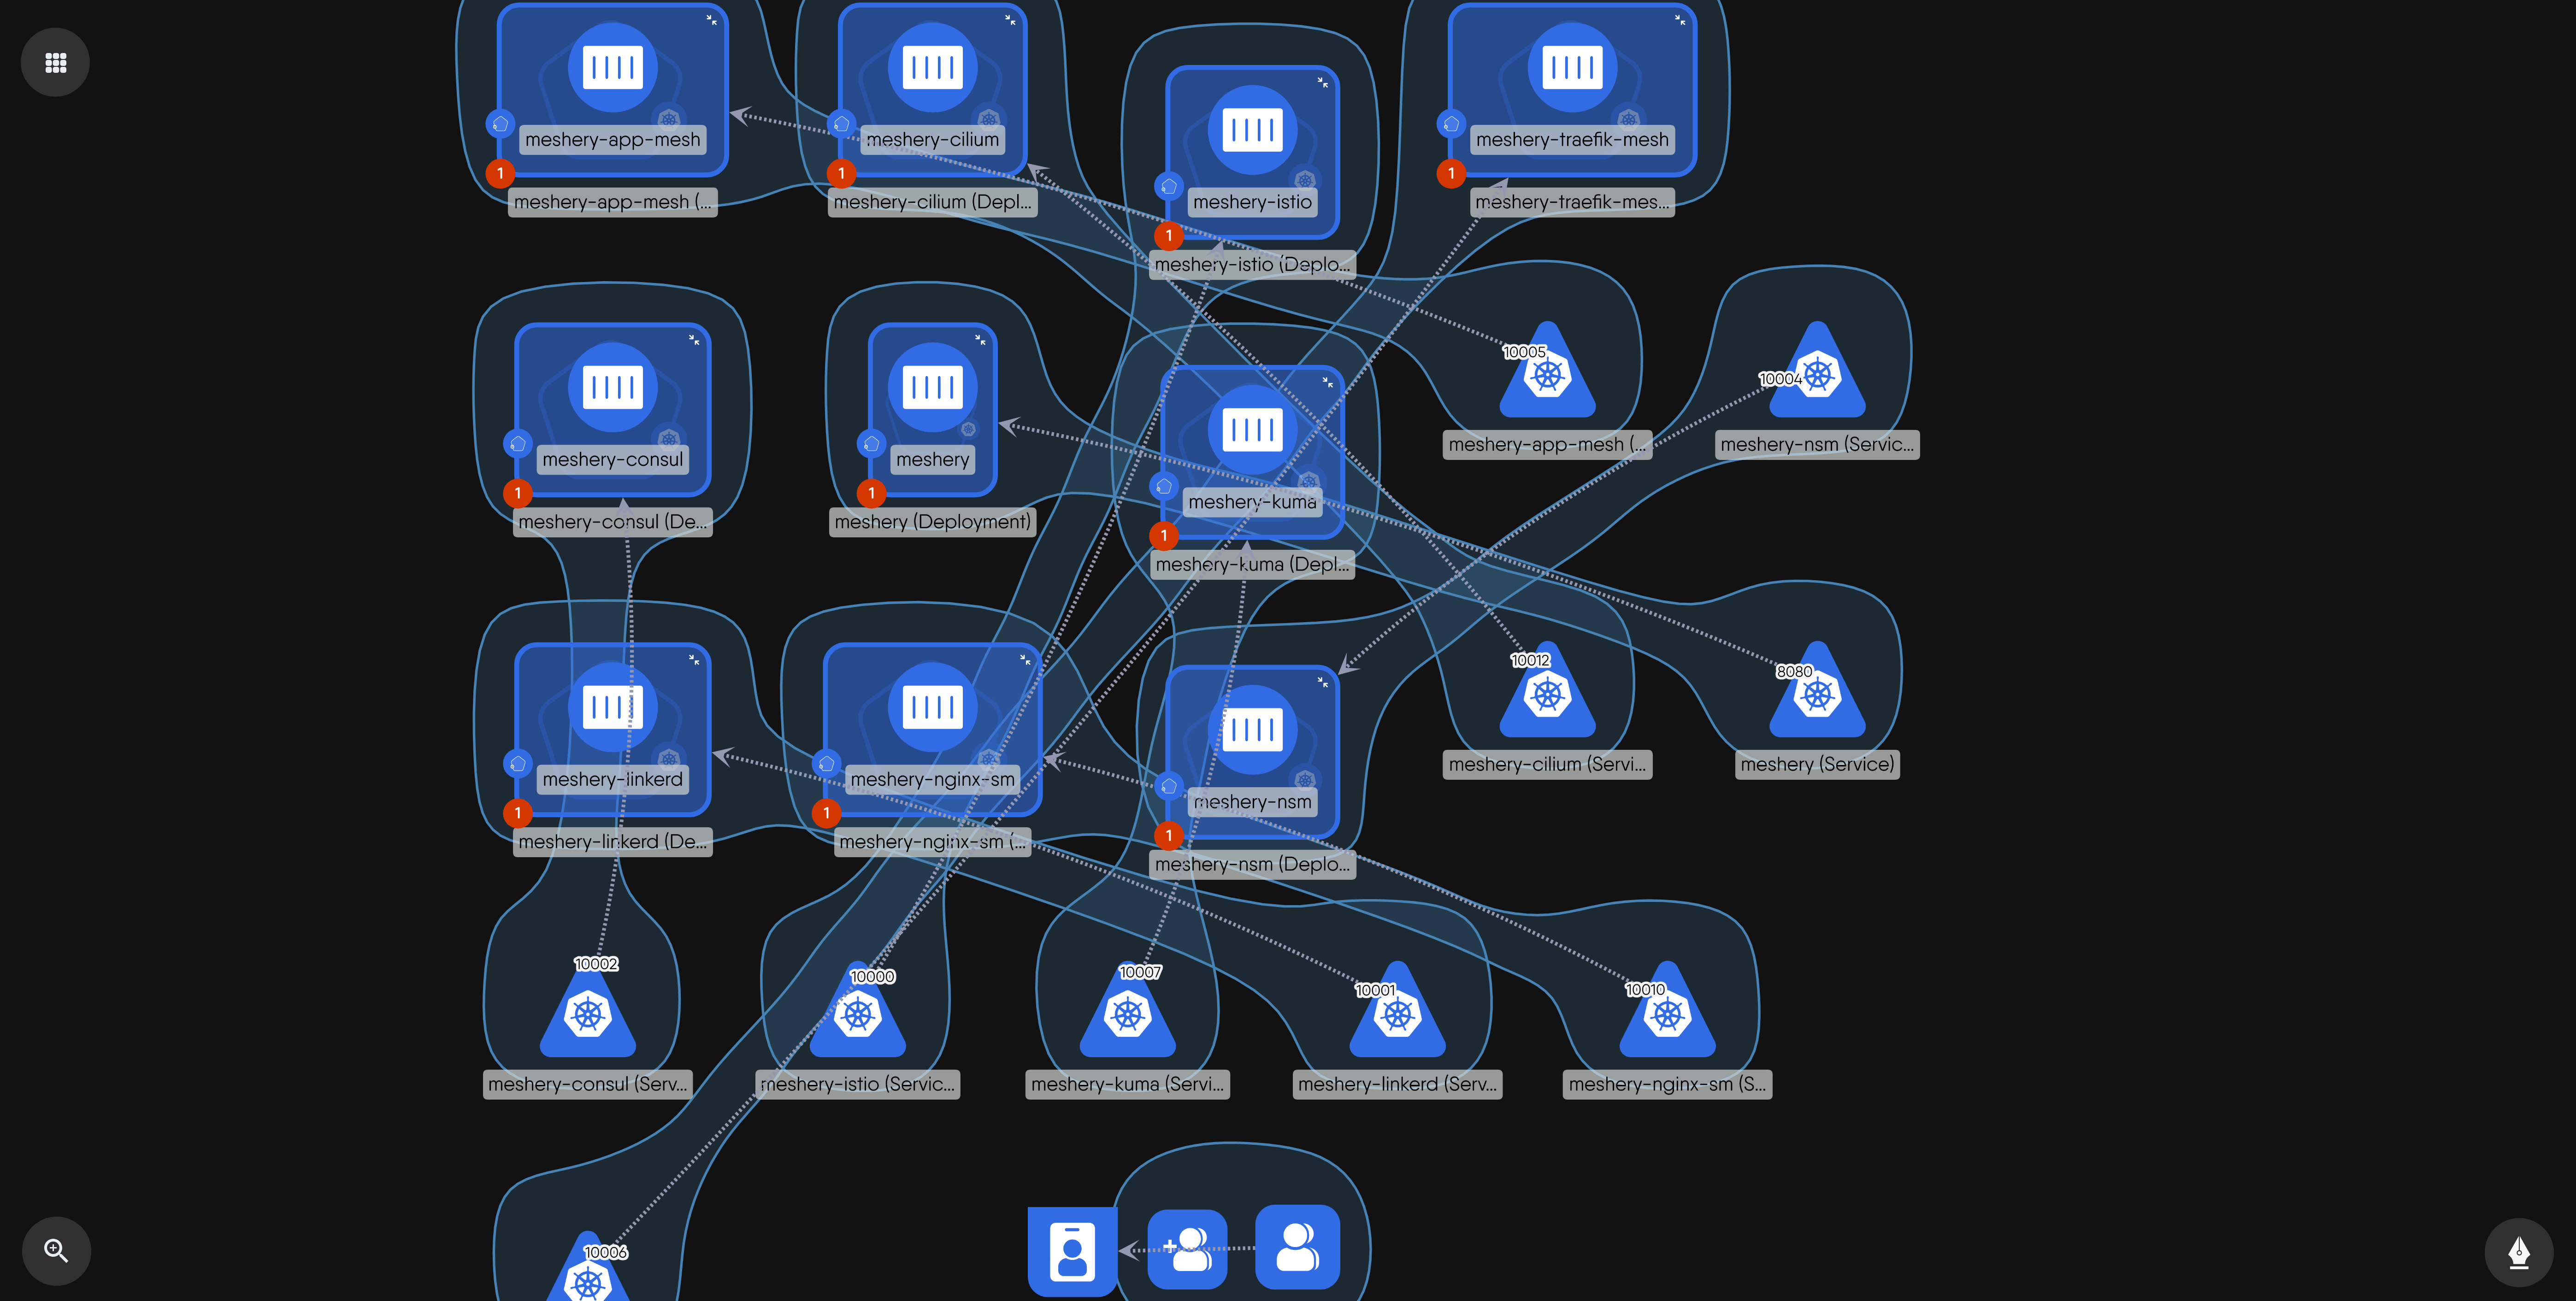 meshery-app-mesh
1
meshery-app-mesh (...
meshery-cilium
1
meshery-cilium (Depl...
meshery-istio
1
meshery-istio (Deplo...
meshery-traefik-mesh
1
meshery-traefik-mes...
meshery-consul
1
meshery-consul (De...
meshery
1
meshery (Deployment)
meshery-kuma
1
meshery-kuma (Depl...
10005
meshery-app-mesh (...
10004
meshery-nsm (Servic...
meshery-iinkerd
1
meshery-linkerd (De...
meshery-nginx-sm
1
meshery-nginx-sm (...
meshery-nsm
1
meshery-nsm (Deplo...
10012
meshery-cilium (Servi...
8080
meshery (Service)
10002
meshery-consul (Serv...
10000
meshery-istio (Servic...
10007
meshery-kuma (Servi...
10001
meshery-linkerd (Serv...
10010
meshery-nginx-sm (S...
10006